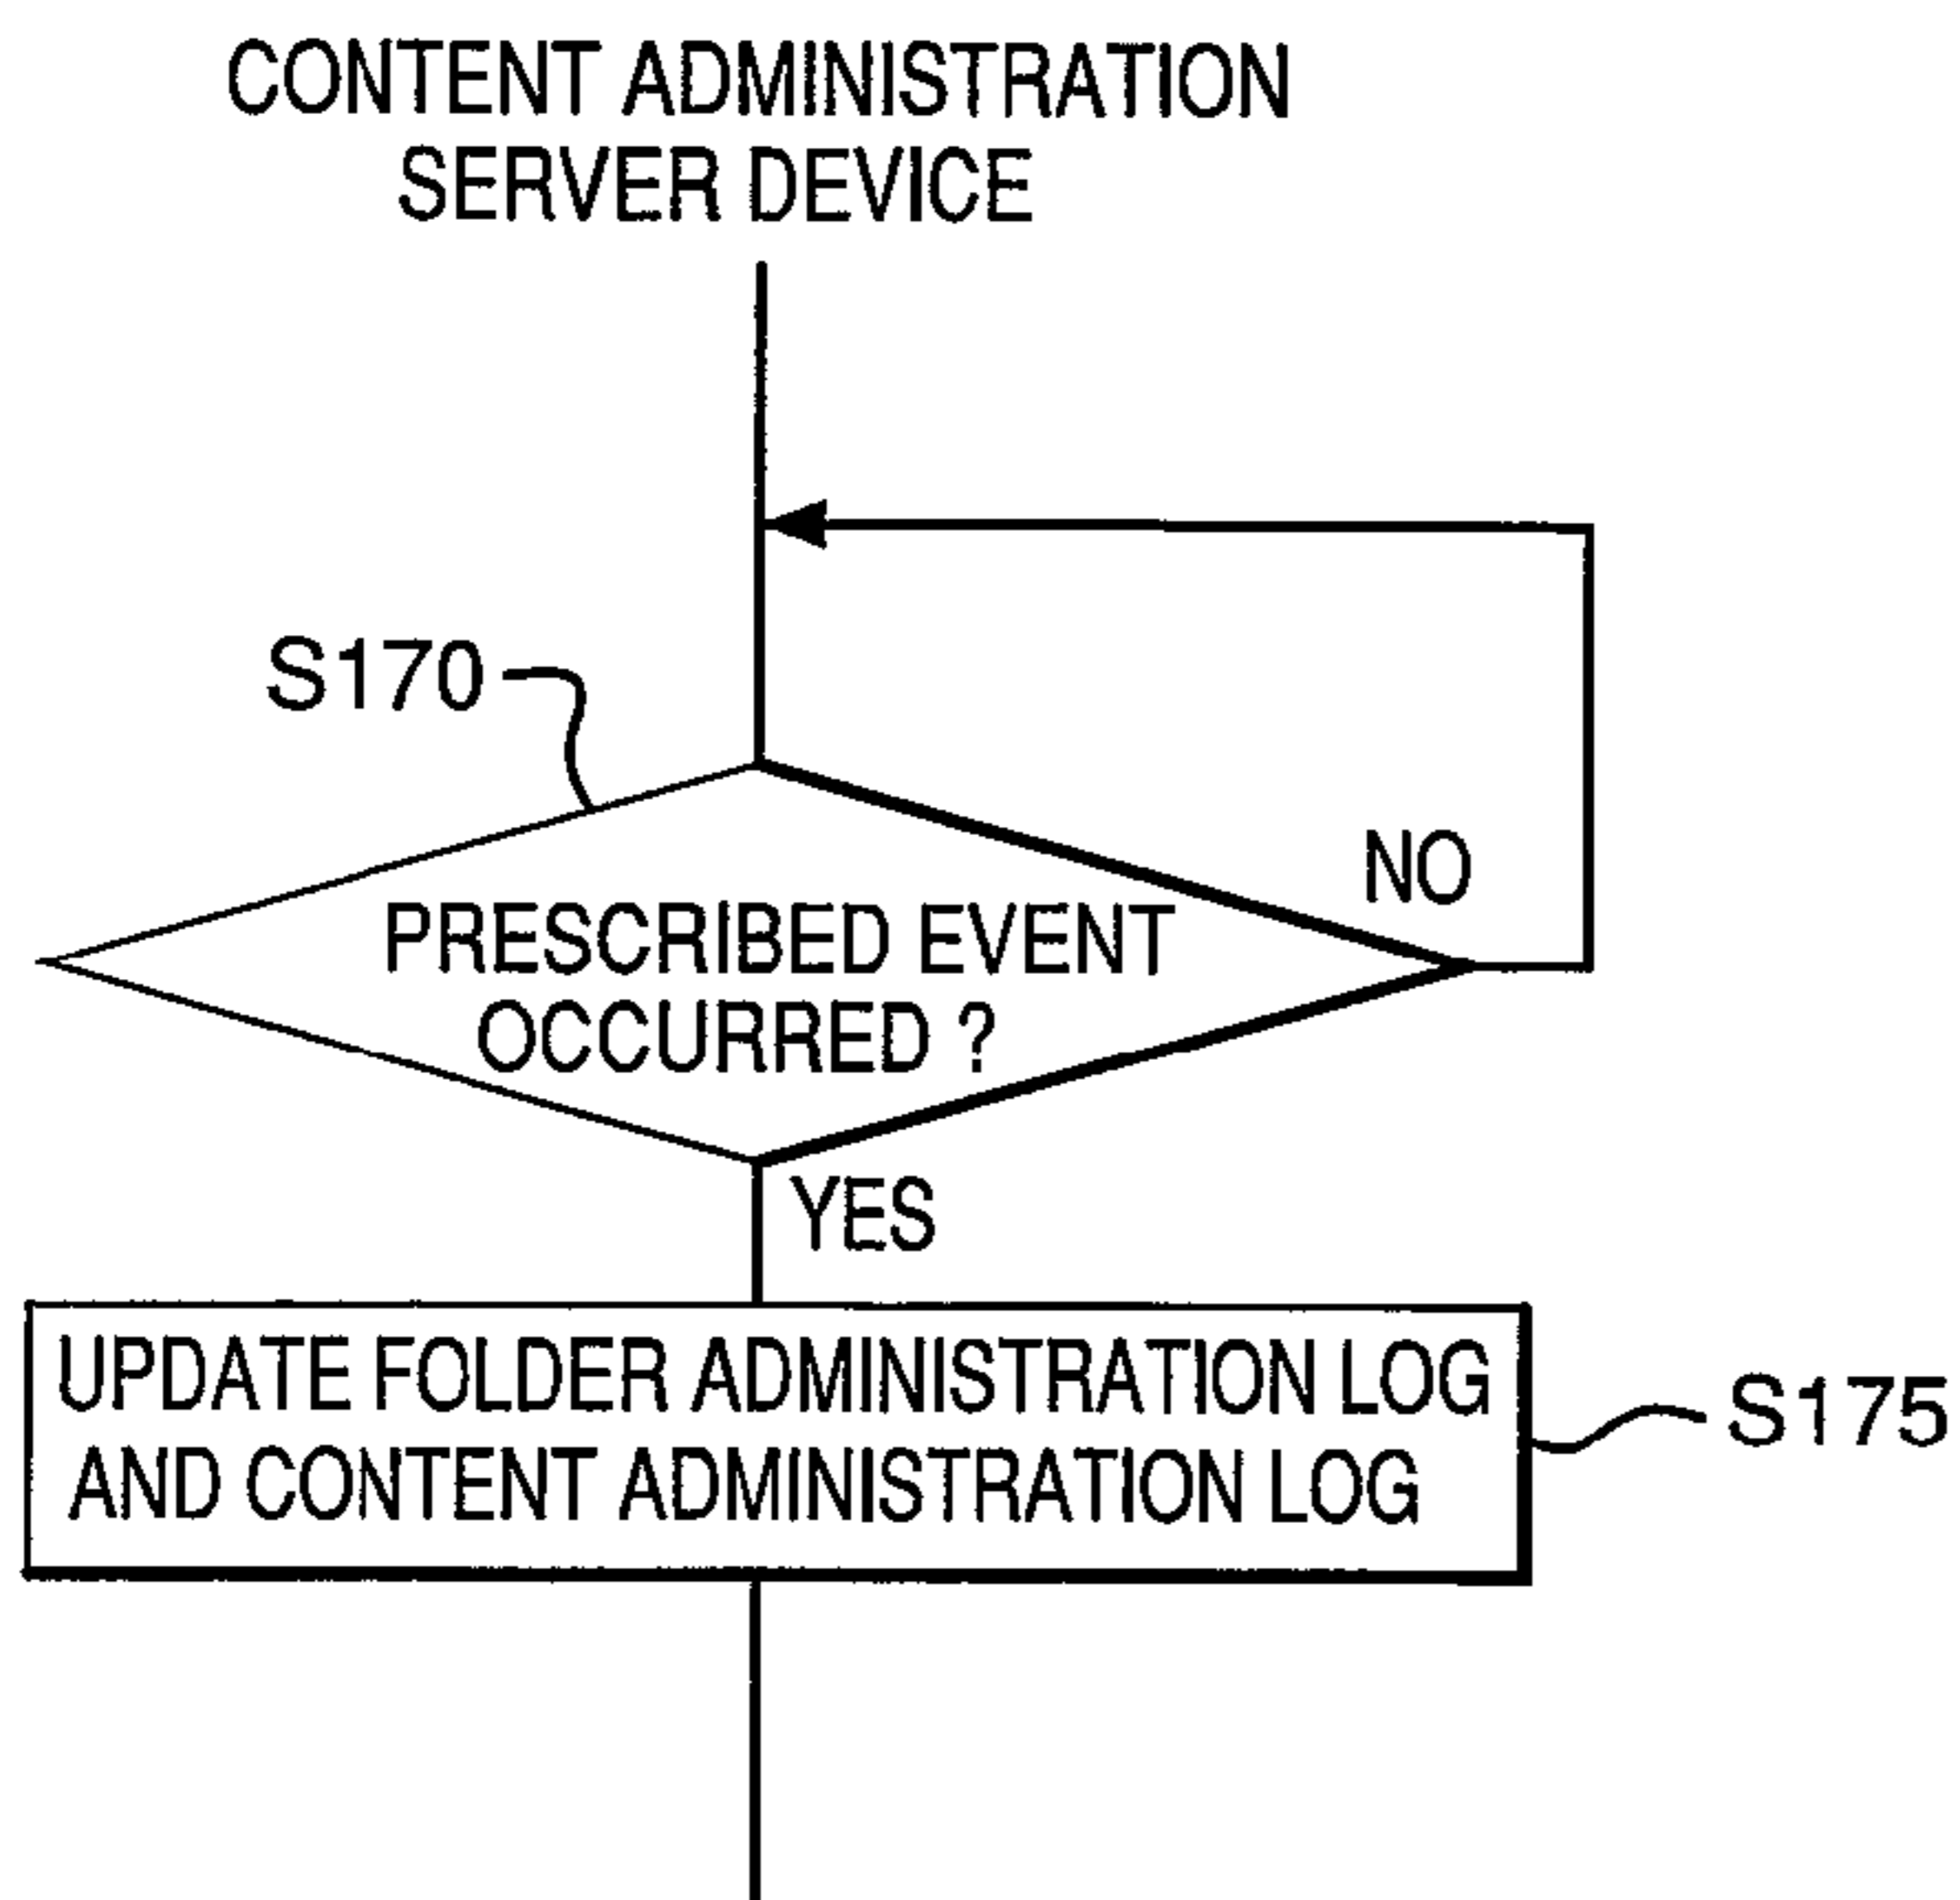 CONTENT ADMINISTRATION
SERVER DEVICE
S170
NO
PRESCRIBED EVENT
OCCURRED ?
YES
UPDATE FOLDER ADMINISTRATION LOG
AND CONTENT ADMINISTRATION LOG
S175